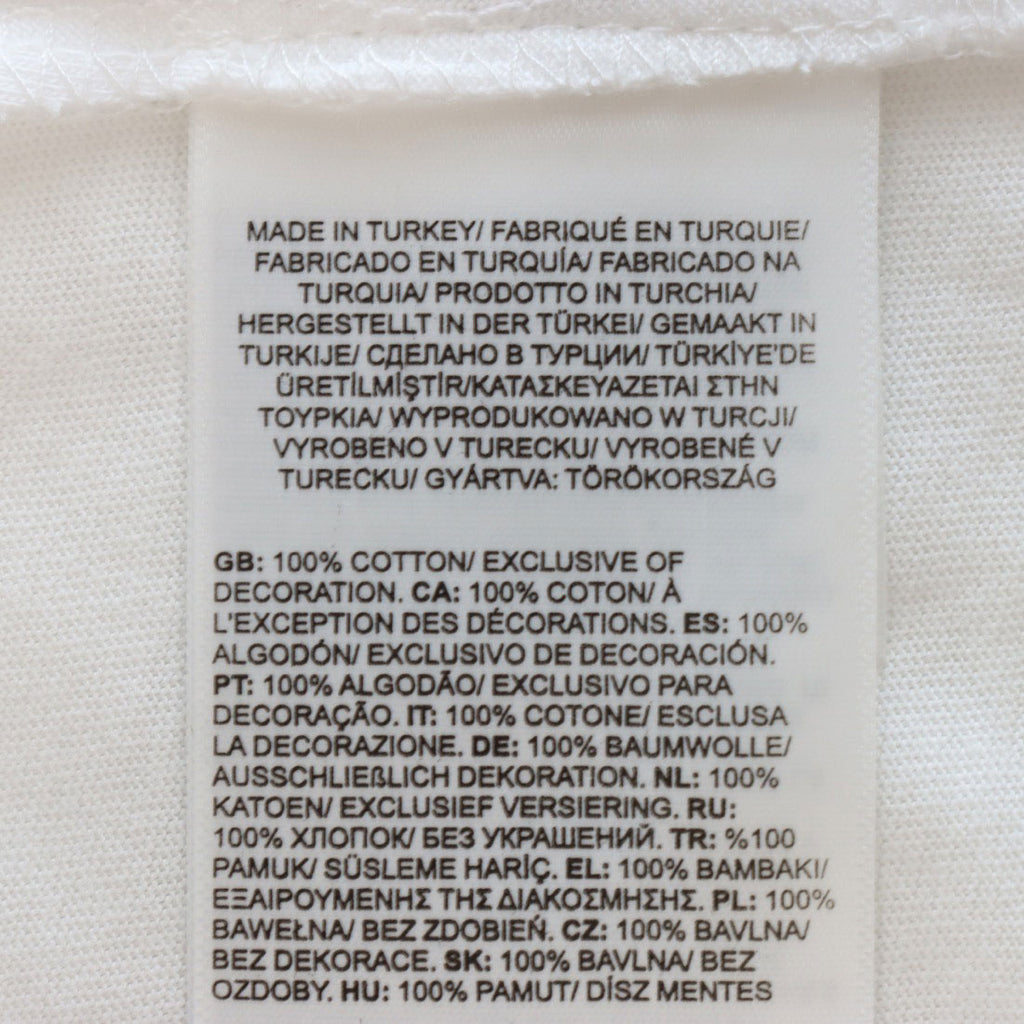 MADE IN TURKEY/ FABRIQUÉ EN TURQUIE/
FABRICADO EN TURQUÍA/ FABRICADO NA
TURQUIA/ PRODOTTO IN TURCHIA/
HERGESTELLT IN DER TÜRKEI/ GEMAAKT IN
TURKIJE/ СДЕЛАНО В ТУРЦИИ/ TÜRKİYE'DE
ÜRETİLMİŞTİR/ΚΑΤΑΣΚΕΥΑΖΕΤΑΙ ΣΤΗΝ
ΤΟΥΡΚΙΑ/ WYPRODUKOWANO W TURCJI/
VYROBENO V TURECKU/ VYROBENÉ V
TURECKU/ GYÁRTVA: TÖRÖKORSZÁG
GB: 100% COTTON/ EXCLUSIVE OF
DECORATION. CA: 100% COTON/ À
L'EXCEPTION DES DÉCORATIONS. ES: 100%
ALGODÓN/ EXCLUSIVO DE DECORACIÓN.
PT: 100% ALGODÃO/ EXCLUSIVO PARA
DECORAÇÃO. IT: 100% COTONE/ ESCLUSA
LA DECORAZIONE. DE: 100% BAUMWOLLE/
AUSSCHLIEßLICH DEKORATION. NL: 100%
KATOEN/ EXCLUSIEF VERSIERING. RU:
100% ХЛОПОК/ БЕЗ УКРАШЕНИЙ. TR: %100
PAMUK/ SÜSLEME HARİÇ. EL: 100% ΒΑΜΒΑΚΙ/
ΕΞΑΙΡΟΥΜΕΝΗΣ ΤΗΣ ΔΙΑΚΟΣΜΗΣΗΣ. PL: 100%
BAWEŁNA/ BEZ ZDOBIEŃ. CZ: 100% BAVLNA/
BEZ DEKORACE. SK: 100% BAVLNA/ BEZ
OZDOBY. HU: 100% PAMUT/ DÍSZ MENTES